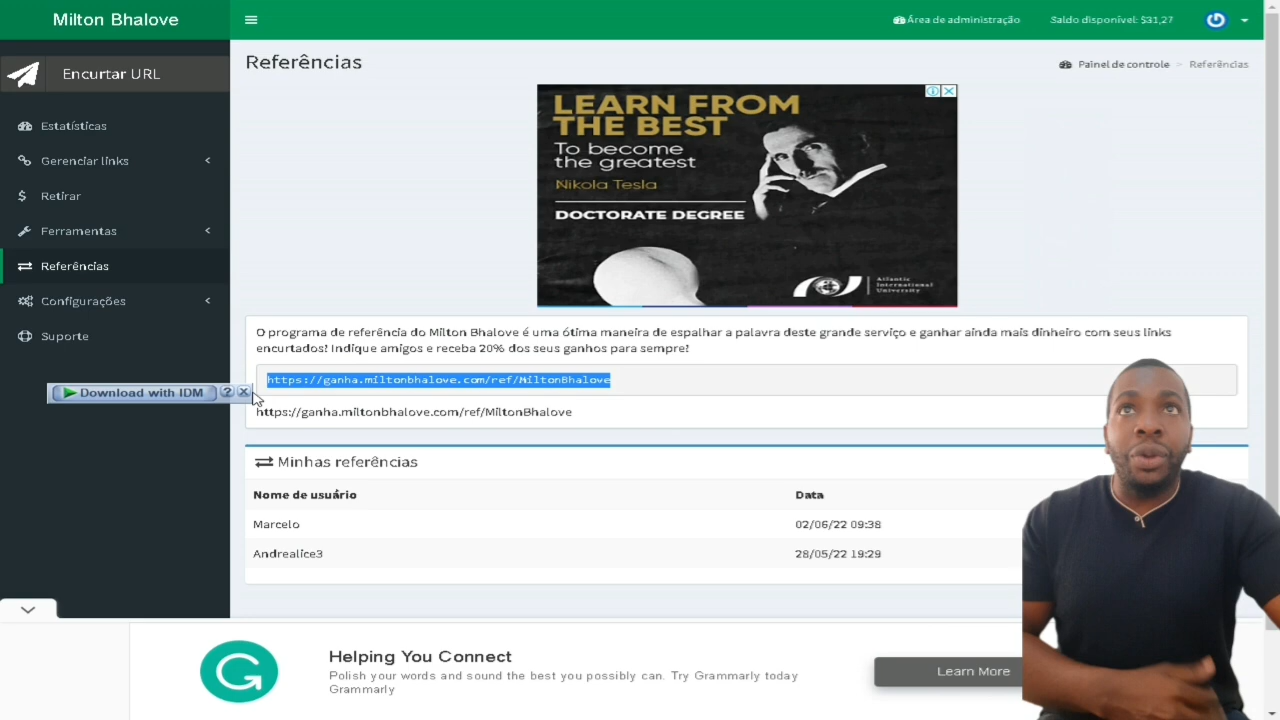 Milton Bhalove
Área de administração
Saldo disponível: $31,27
Encurtar URL
Estatísticas
Gerenciar links
Retirar
Ferramentas
Referências
Configurações
Suporte
Referências
Painel de controle > Referências
LEARN FROM
THE BEST
To become
the greatest
Nikola Tesla
DOCTORATE DEGREE
Atlantic
International
University
O programa de referência do Milton Bhalove é uma ótima maneira de espalhar a palavra deste grande serviço e ganhar ainda mais dinheiro com seus links
encurtados! Indique amigos e receba 20% dos seus ganhos para sempre!
https://ganha.miltonbhalove.com/ref/MiltonBhalove
https://ganha.miltonbhalove.com/ref/MiltonBhalove
Download with IDM ?
Minhas referências
Nome de usuário Data
Marcelo 02/06/22 09:38
Andrealice3 28/05/22 19:29
G
Helping You Connect
Polish your words and sound the best you possibly can. Try Grammarly today
Grammarly
Learn More